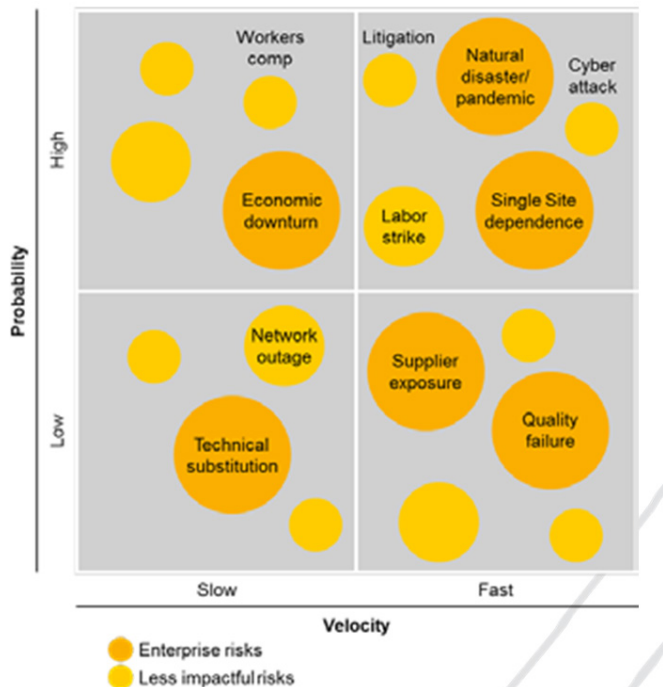 Workers
comp
Litigation
Natural
disaster/
pandemic
Cyber
attack
High
Economic
downturn
Labor
strike
Single Site
dependence
Probability
Network
outage
Supplier
exposure
Low
Technical
substitution
Quality
failure
Slow
Fast
Velocity
Enterprise risks
Less impactful risks